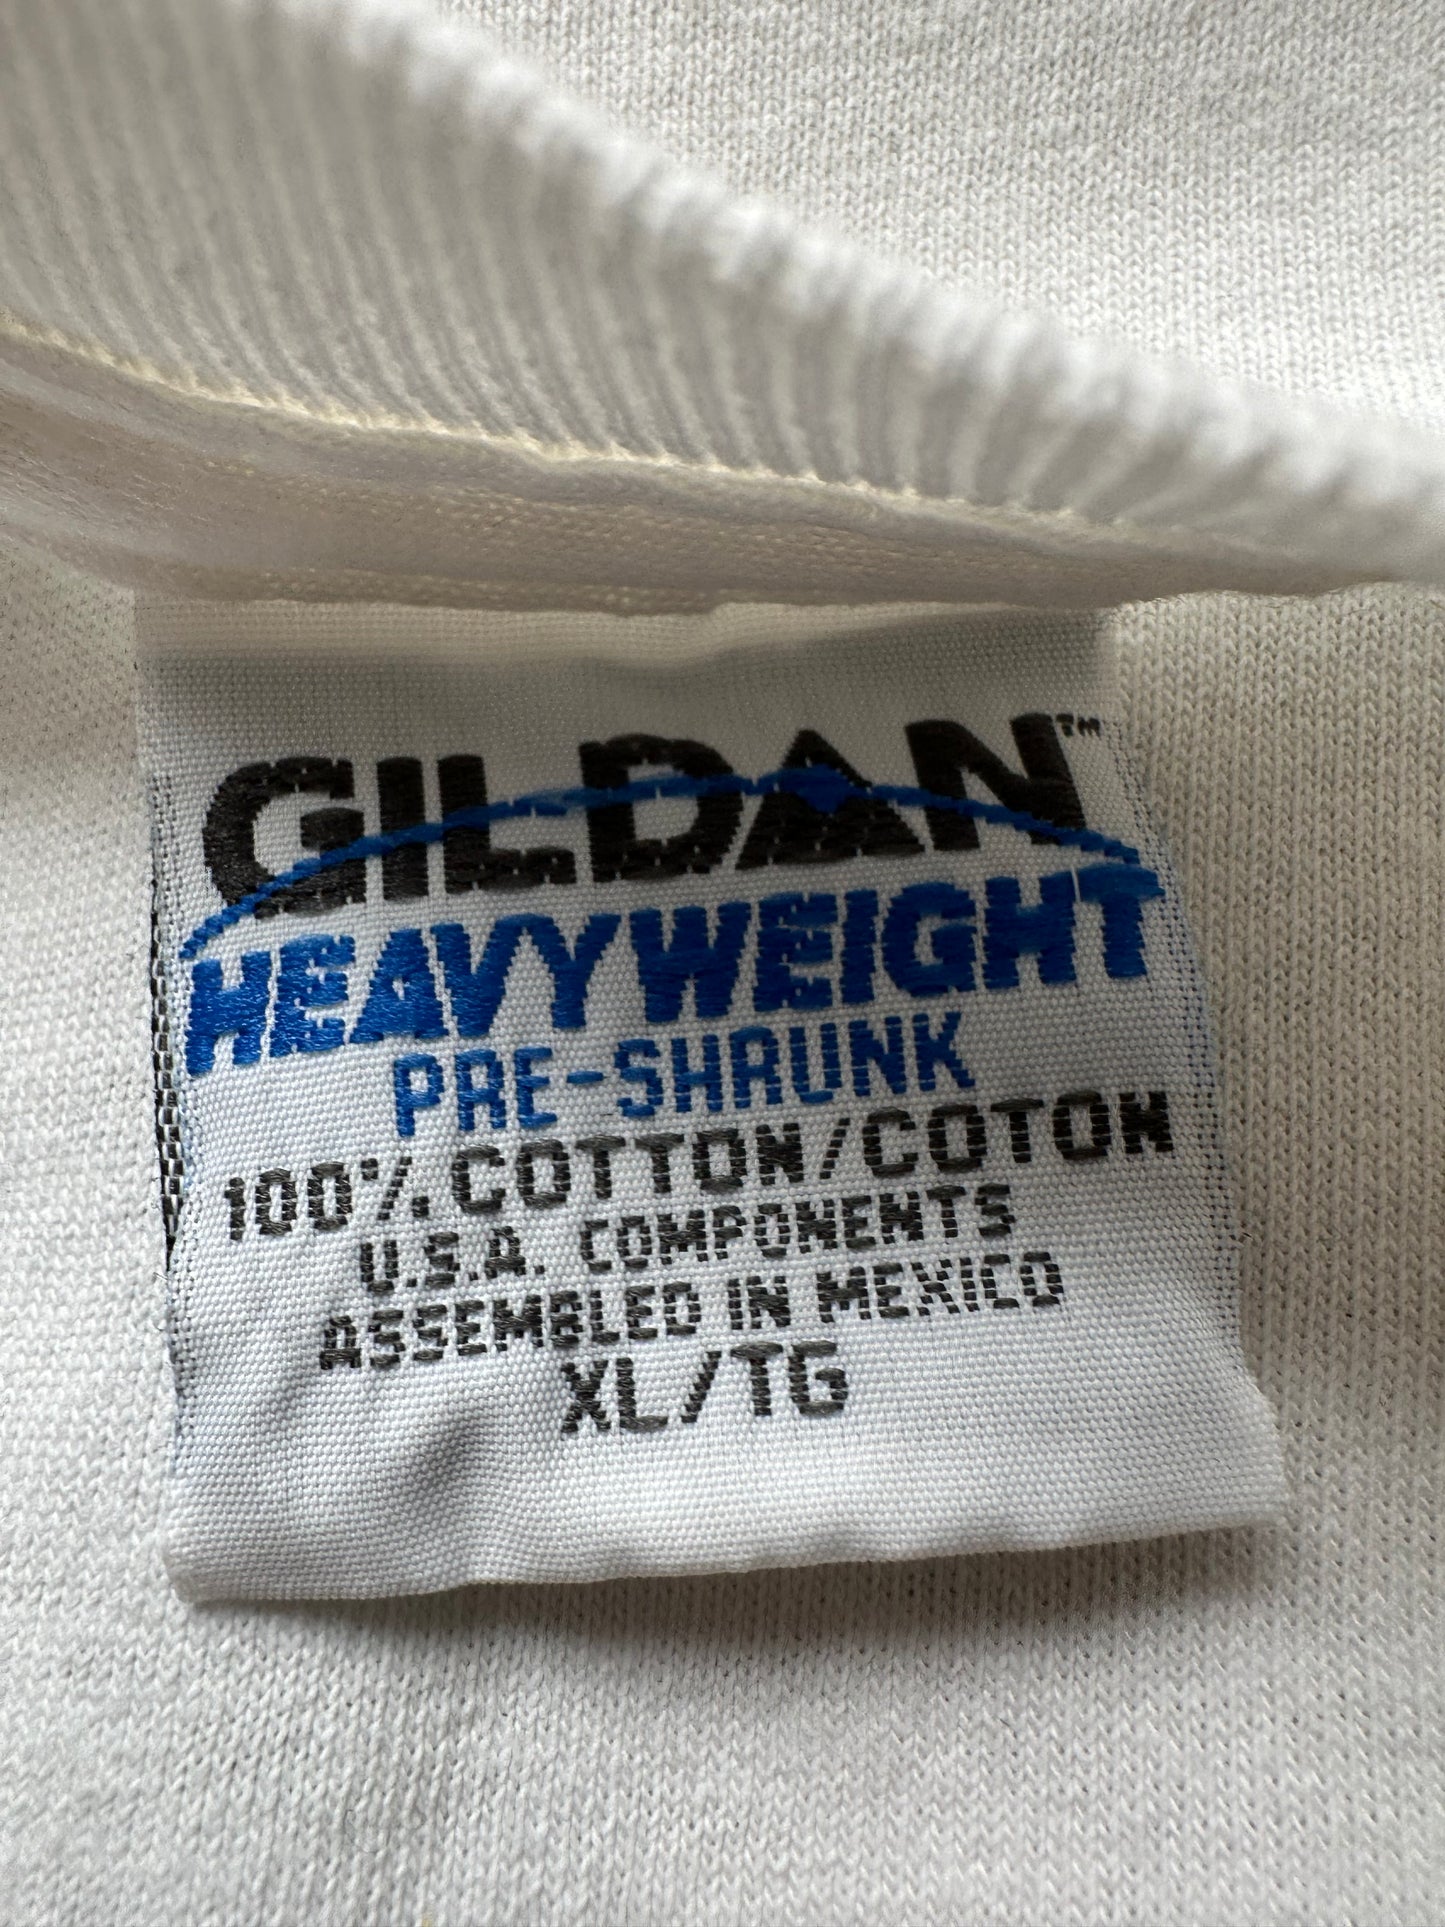 GILDAN™
HEAVYWEIGHT
PRE-SHRUNK
100% COTTON/COTON
U.S.A. COMPONENTS
ASSEMBLED IN MEXICO
XL/TG